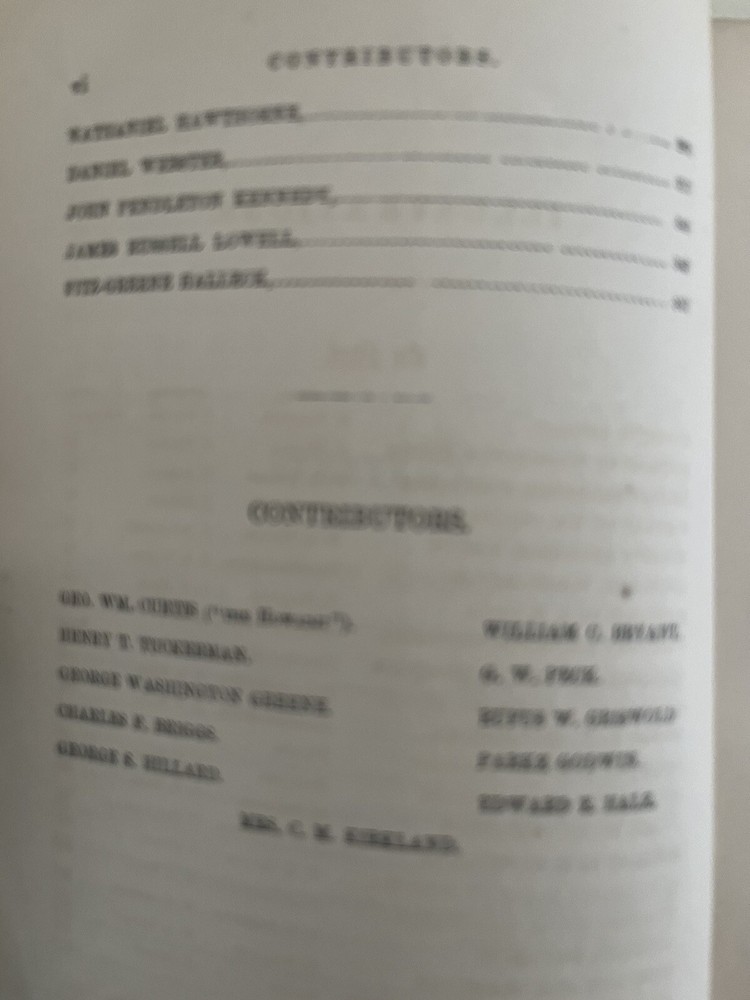 CONTRIBUTORS.
vi
NATHANIEL HAWTHORNE,
DANIEL WEBSTER,
JOHN PENDLETON KENNEDY,
JAMES RUSSELL LOWELL,
FITZ-GREENE HALLECK,
CONTRIBUTORS.
GEO. WM. CURTIS
WILLIAM C. BRYANT.
HENRY T. TUCKERMAN.
G. W. PECK.
GEORGE WASHINGTON GREENE.
RUFUS W. GRISWOLD
CHARLES F. BRIGGS.
PARKE GODWIN.
GEORGE S. HILLARD.
EDWARD E. HALE.
MRS. C. M. KIRKLAND.